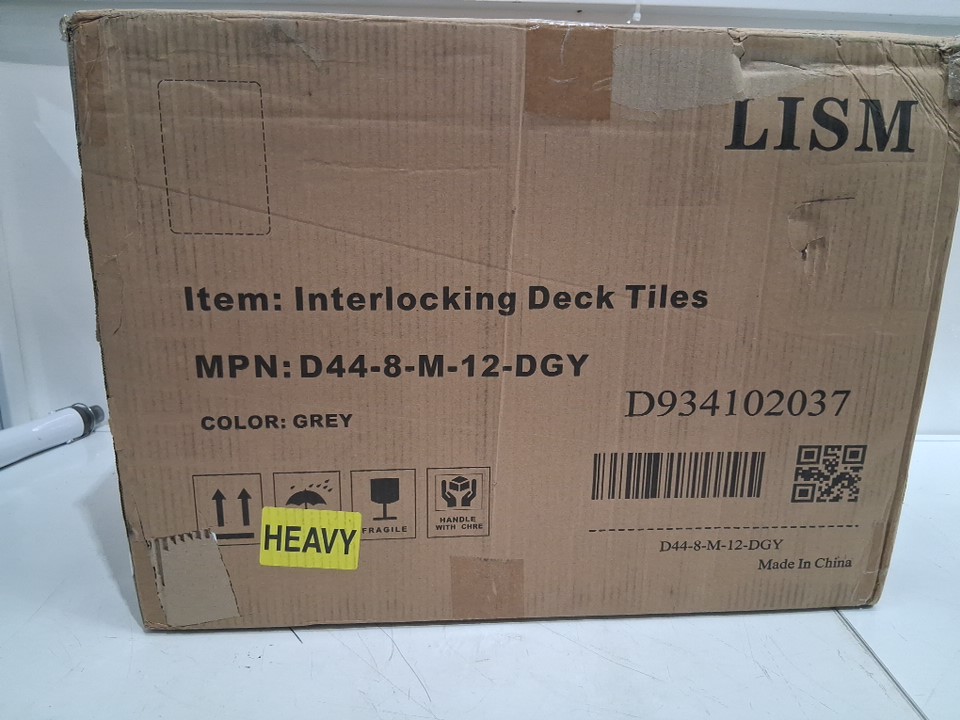 LISM
Item: Interlocking Deck Tiles
MPN: D44-8-M-12-DGY
COLOR: GREY
D934102037
FRAGILE
HANDLE
WITH CHRE
HEAVY
D44-8-M-12-DGY
Made In China